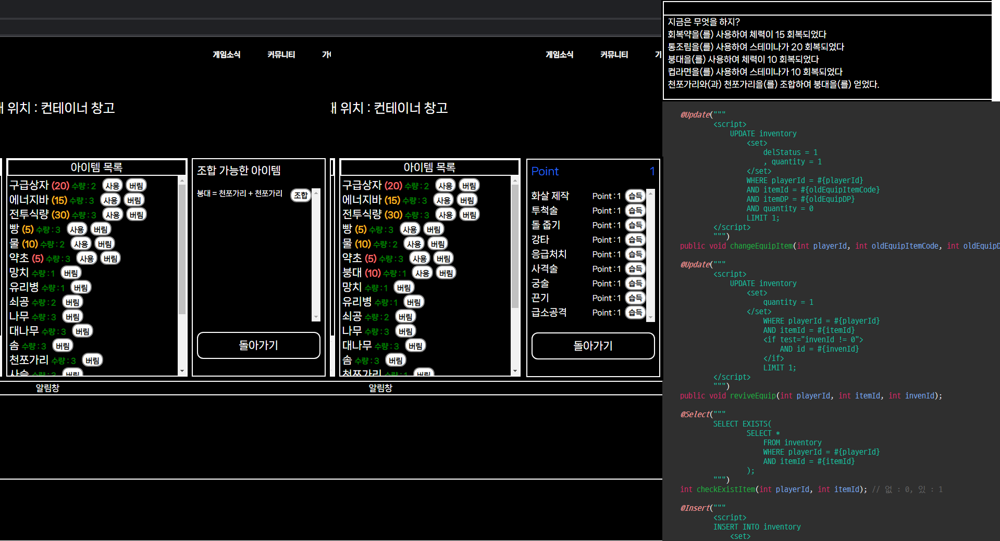 게임소식 커뮤니티
위치 : 컨테이너 창고
아이템 목록
구급상자 (20) 수량 : 2 사용 버림
에너지바 (15) 수량 : 3 사용 버림
전투식량 (30) 수량 : 3 사용 버림
빵 (5) 수량 : 3 사용 버림
물 (10) 수량 : 2 사용 버림
약초 (5) 수량 : 3 사용 버림
망치 수량 : 1 버림
유리병 수량 : 1 버림
쇠공 수량 : 2 버림
나무 수량 : 3 버림
대나무 수량 : 3 버림
솜 수량 : 3 버림
천쪼가리 수량 : 3 버림
사슬 수량 : 3 버림
조합 가능한 아이템
붕대 = 천쪼가리 + 천쪼가리 조합
돌아가기
알림창
게임소식 커뮤니티
위치 : 컨테이너 창고
아이템 목록
구급상자 (20) 수량 : 2 사용 버림
에너지바 (15) 수량 : 3 사용 버림
전투식량 (30) 수량 : 3 사용 버림
빵 (5) 수량 : 3 사용 버림
물 (10) 수량 : 2 사용 버림
약초 (5) 수량 : 3 사용 버림
붕대 (10) 수량 : 1 사용 버림
망치 수량 : 1 버림
유리병 수량 : 1 버림
쇠공 수량 : 2 버림
나무 수량 : 3 버림
대나무 수량 : 3 버림
솜 수량 : 3 버림
천쪼가리 수량 : 1 버림
Point 1
화살 제작 Point : 1 습득
투척술 Point : 1 습득
돌 줍기 Point : 1 습득
강타 Point : 1 습득
응급처치 Point : 1 습득
사격술 Point : 1 습득
궁술 Point : 1 습득
끈기 Point : 1 습득
급소공격 Point : 1 습득
돌아가기
알림창
지금은 무엇을 하지?
회복약을(를) 사용하여 체력이 15 회복되었다
통조림을(를) 사용하여 스테미나가 20 회복되었다
붕대을(를) 사용하여 체력이 10 회복되었다
컵라면을(를) 사용하여 스테미나가 10 회복되었다
천쪼가리와(과) 천쪼가리을(를) 조합하여 붕대을(를) 얻었다.
@Update("""
<script>
UPDATE inventory
<set>
delStatus = 1
, quantity = 1
</set>
WHERE playerId = #{playerId}
AND itemId = #{oldEquipItemCode}
AND itemDP = #{oldEquipDP}
AND quantity = 0
LIMIT 1;
</script>
""")
public void changeEquipItem(int playerId, int oldEquipItemCode, int oldEquipD
@Update("""
<script>
UPDATE inventory
<set>
quantity = 1
</set>
WHERE playerId = #{playerId}
AND itemId = #{itemId}
<if test="invenId != 0">
AND id = #{invenId}
</if>
LIMIT 1;
</script>
""")
public void reviveEquip(int playerId, int itemId, int invenId);
@Select("""
SELECT EXISTS(
SELECT *
FROM inventory
WHERE playerId = #{playerId}
AND itemId = #{itemId}
);
""")
int checkExistItem(int playerId, int itemId); // 없 : 0, 있 : 1
@Insert("""
<script>
INSERT INTO inventory
<set>